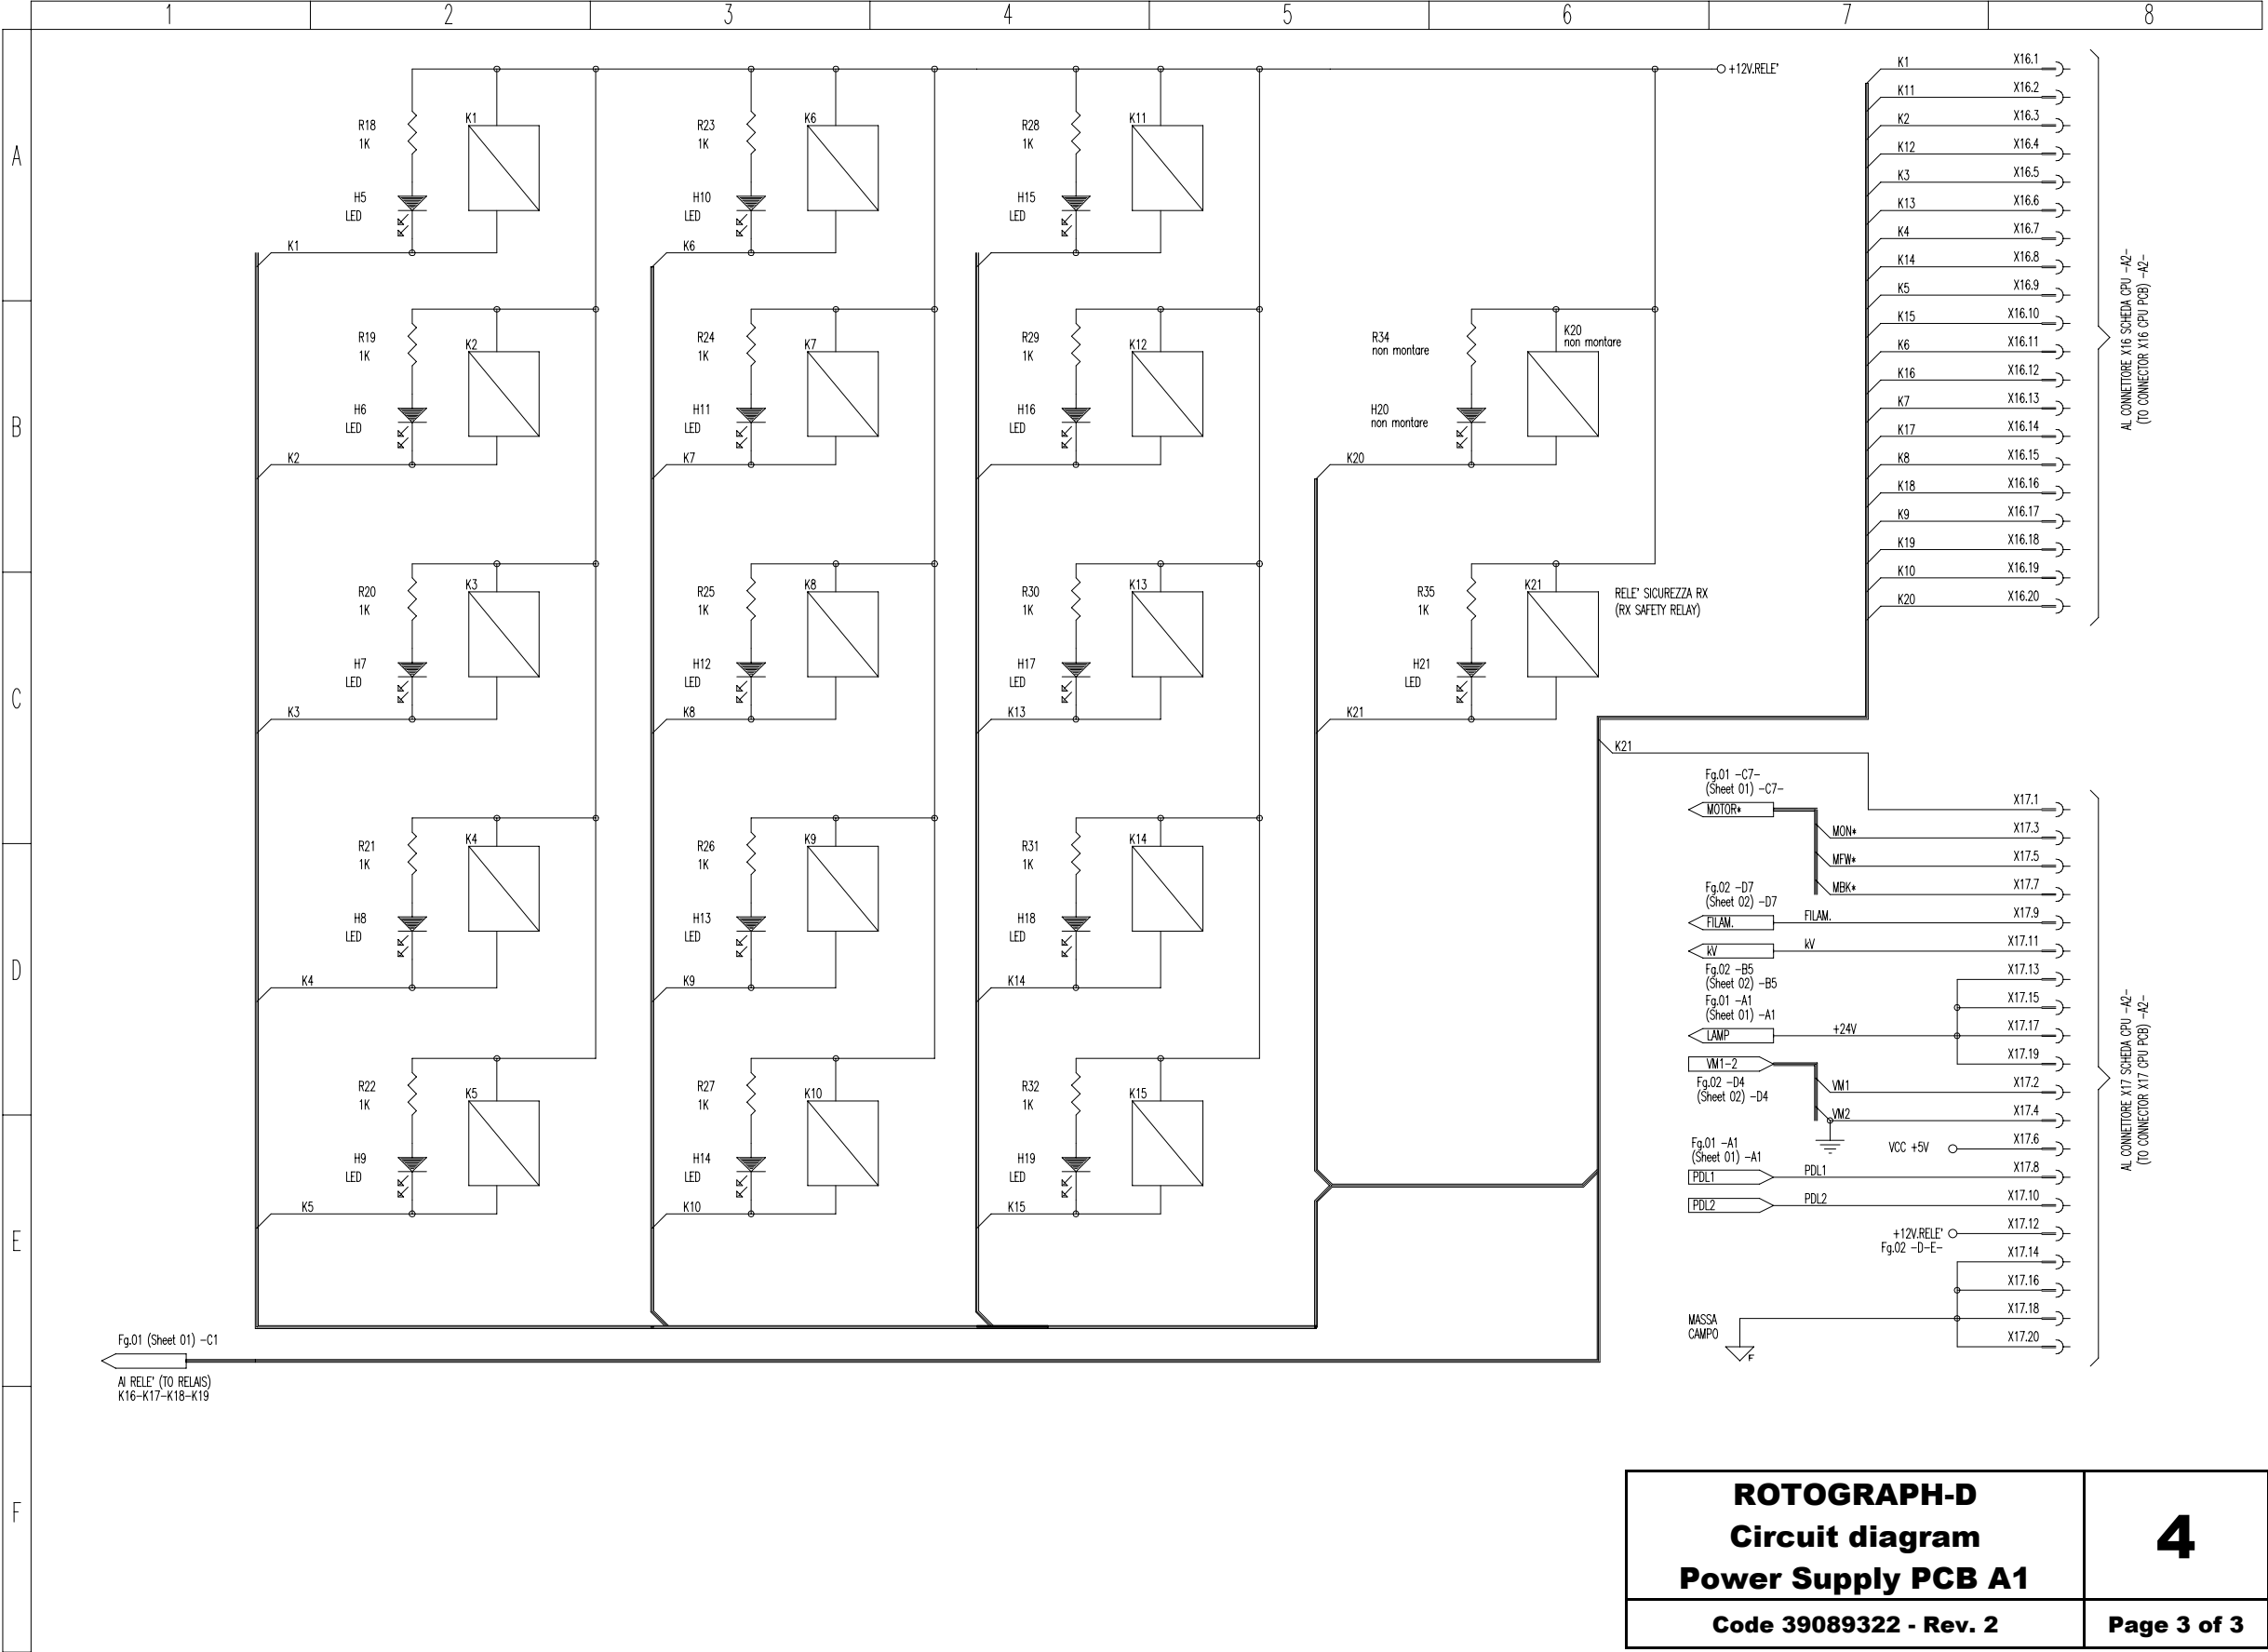 1 2 3 4 5 6 7 8
A
B
C
D
E
F
+12V.RELE'
R18
1K
K1
H5
LED
K1
R23
1K
K6
H10
LED
K6
R28
1K
K11
H15
LED
R19
1K
K2
H6
LED
K2
R24
1K
K7
H11
LED
K7
R29
1K
K12
H16
LED
R34
non montare
K20
non montare
H20
non montare
K20
R20
1K
K3
H7
LED
K3
R25
1K
K8
H12
LED
K8
R30
1K
K13
H17
LED
K13
R35
1K
K21
RELE' SICUREZZA RX
(RX SAFETY RELAY)
H21
LED
K21
R21
1K
K4
H8
LED
K4
R26
1K
K9
H13
LED
K9
R31
1K
K14
H18
LED
K14
R22
1K
K5
H9
LED
K5
R27
1K
K10
H14
LED
K10
R32
1K
K15
H19
LED
K15
K1 X16.1
K11 X16.2
K2 X16.3
K12 X16.4
K3 X16.5
K13 X16.6
K4 X16.7
K14 X16.8
K5 X16.9
K15 X16.10
K6 X16.11
K16 X16.12
K7 X16.13
K17 X16.14
K8 X16.15
K18 X16.16
K9 X16.17
K19 X16.18
K10 X16.19
K20 X16.20
AL CONNETTORE X16 SCHEDA CPU -A2-
(TO CONNECTOR X16 CPU PCB) -A2-
K21
Fg.01 -C7-
(Sheet 01) -C7-
MOTOR*
X17.1
MON* X17.3
MFW* X17.5
MBK* X17.7
Fg.02 -D7
(Sheet 02) -D7
FILAM. FILAM. X17.9
kV kV X17.11
Fg.02 -B5
(Sheet 02) -B5
X17.13
Fg.01 -A1
(Sheet 01) -A1
X17.15
LAMP +24V X17.17
VM1-2 X17.19
Fg.02 -D4
(Sheet 02) -D4
VM1 X17.2
VM2 X17.4
VCC +5V X17.6
Fg.01 -A1
(Sheet 01) -A1
PDL1 PDL1 X17.8
PDL2 PDL2 X17.10
+12V.RELE' X17.12
Fg.02 -D-E-
X17.14
X17.16
X17.18
X17.20
MASSA
CAMPO
F
AL CONNETTORE X17 SCHEDA CPU -A2-
(TO CONNECTOR X17 CPU PCB) -A2-
Fg.01 (Sheet 01) -C1
AI RELE' (TO RELAIS)
K16-K17-K18-K19
ROTOGRAPH-D
Circuit diagram
Power Supply PCB A1
4
Code 39089322 - Rev. 2
Page 3 of 3